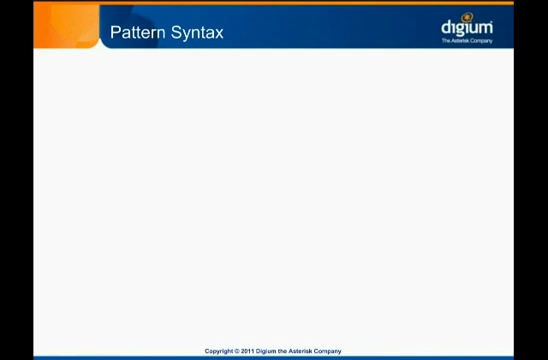 Pattern Syntax
digium
The Asterisk Company
Copyright © 2011 Digium the Asterisk Company